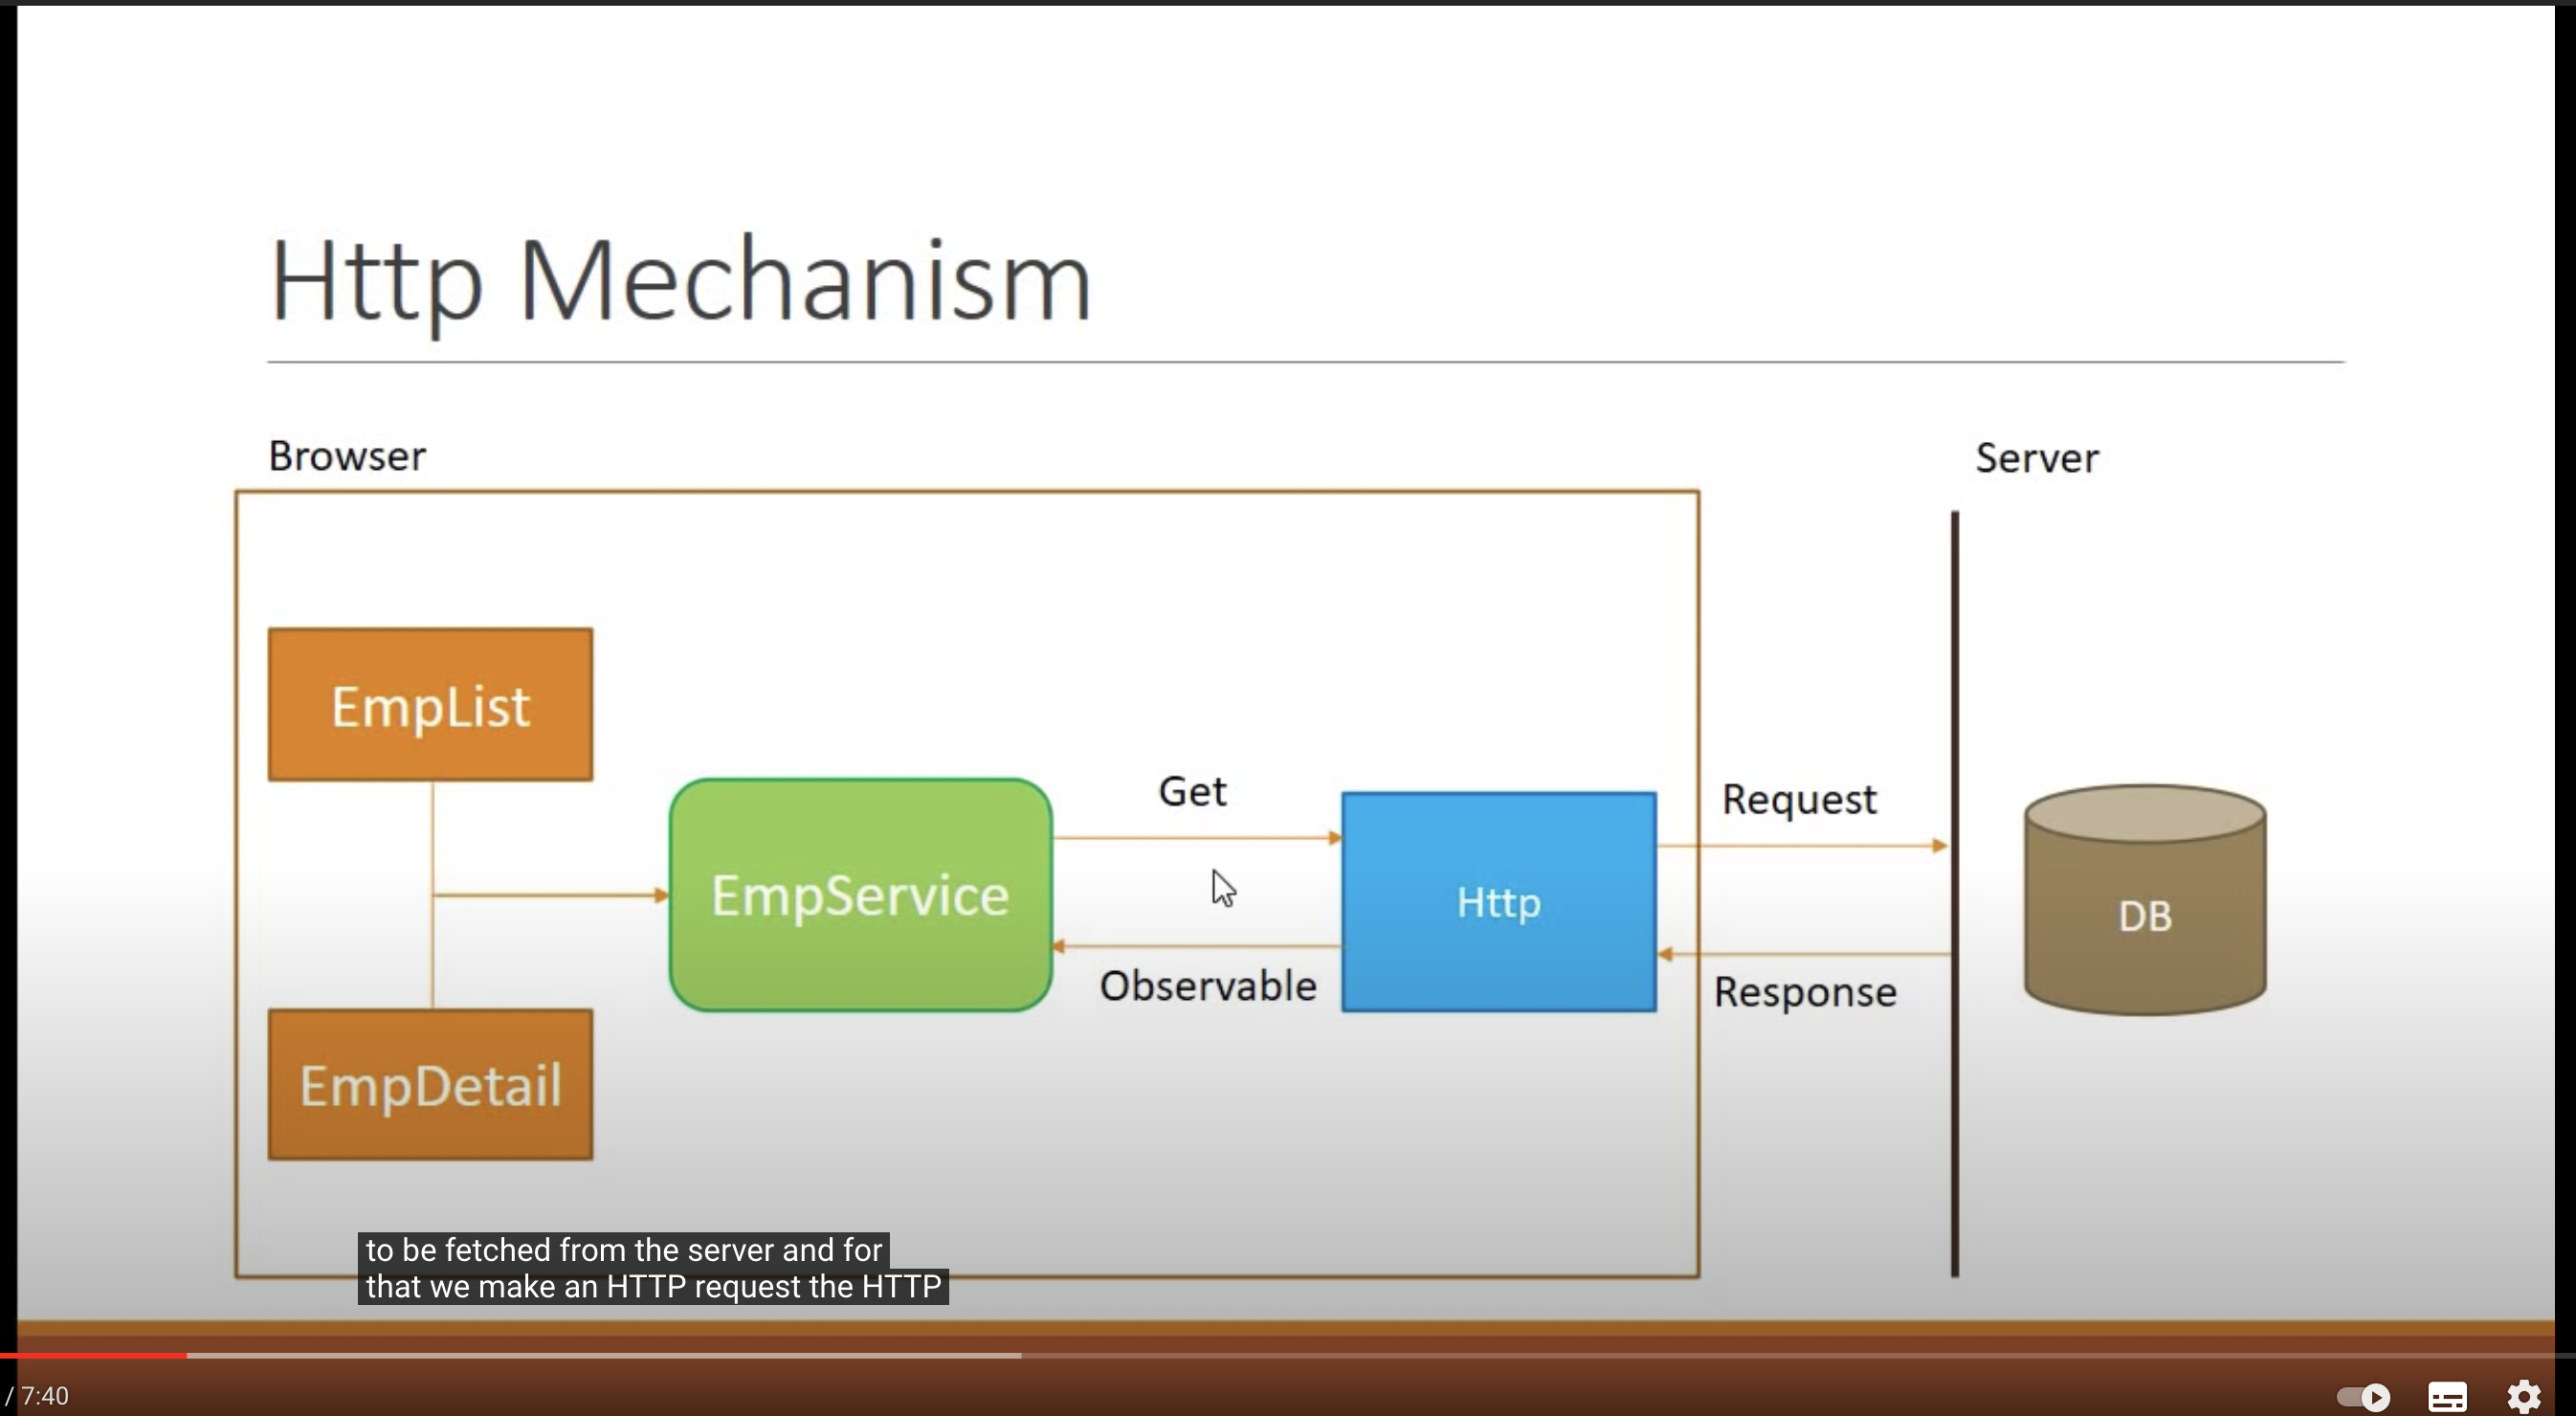 Http Mechanism
Browser
Server
EmpList
EmpService
Get
Observable
Http
Request
Response
DB
EmpDetail
to be fetched from the server and for
that we make an HTTP request the HTTP
/ 7:40